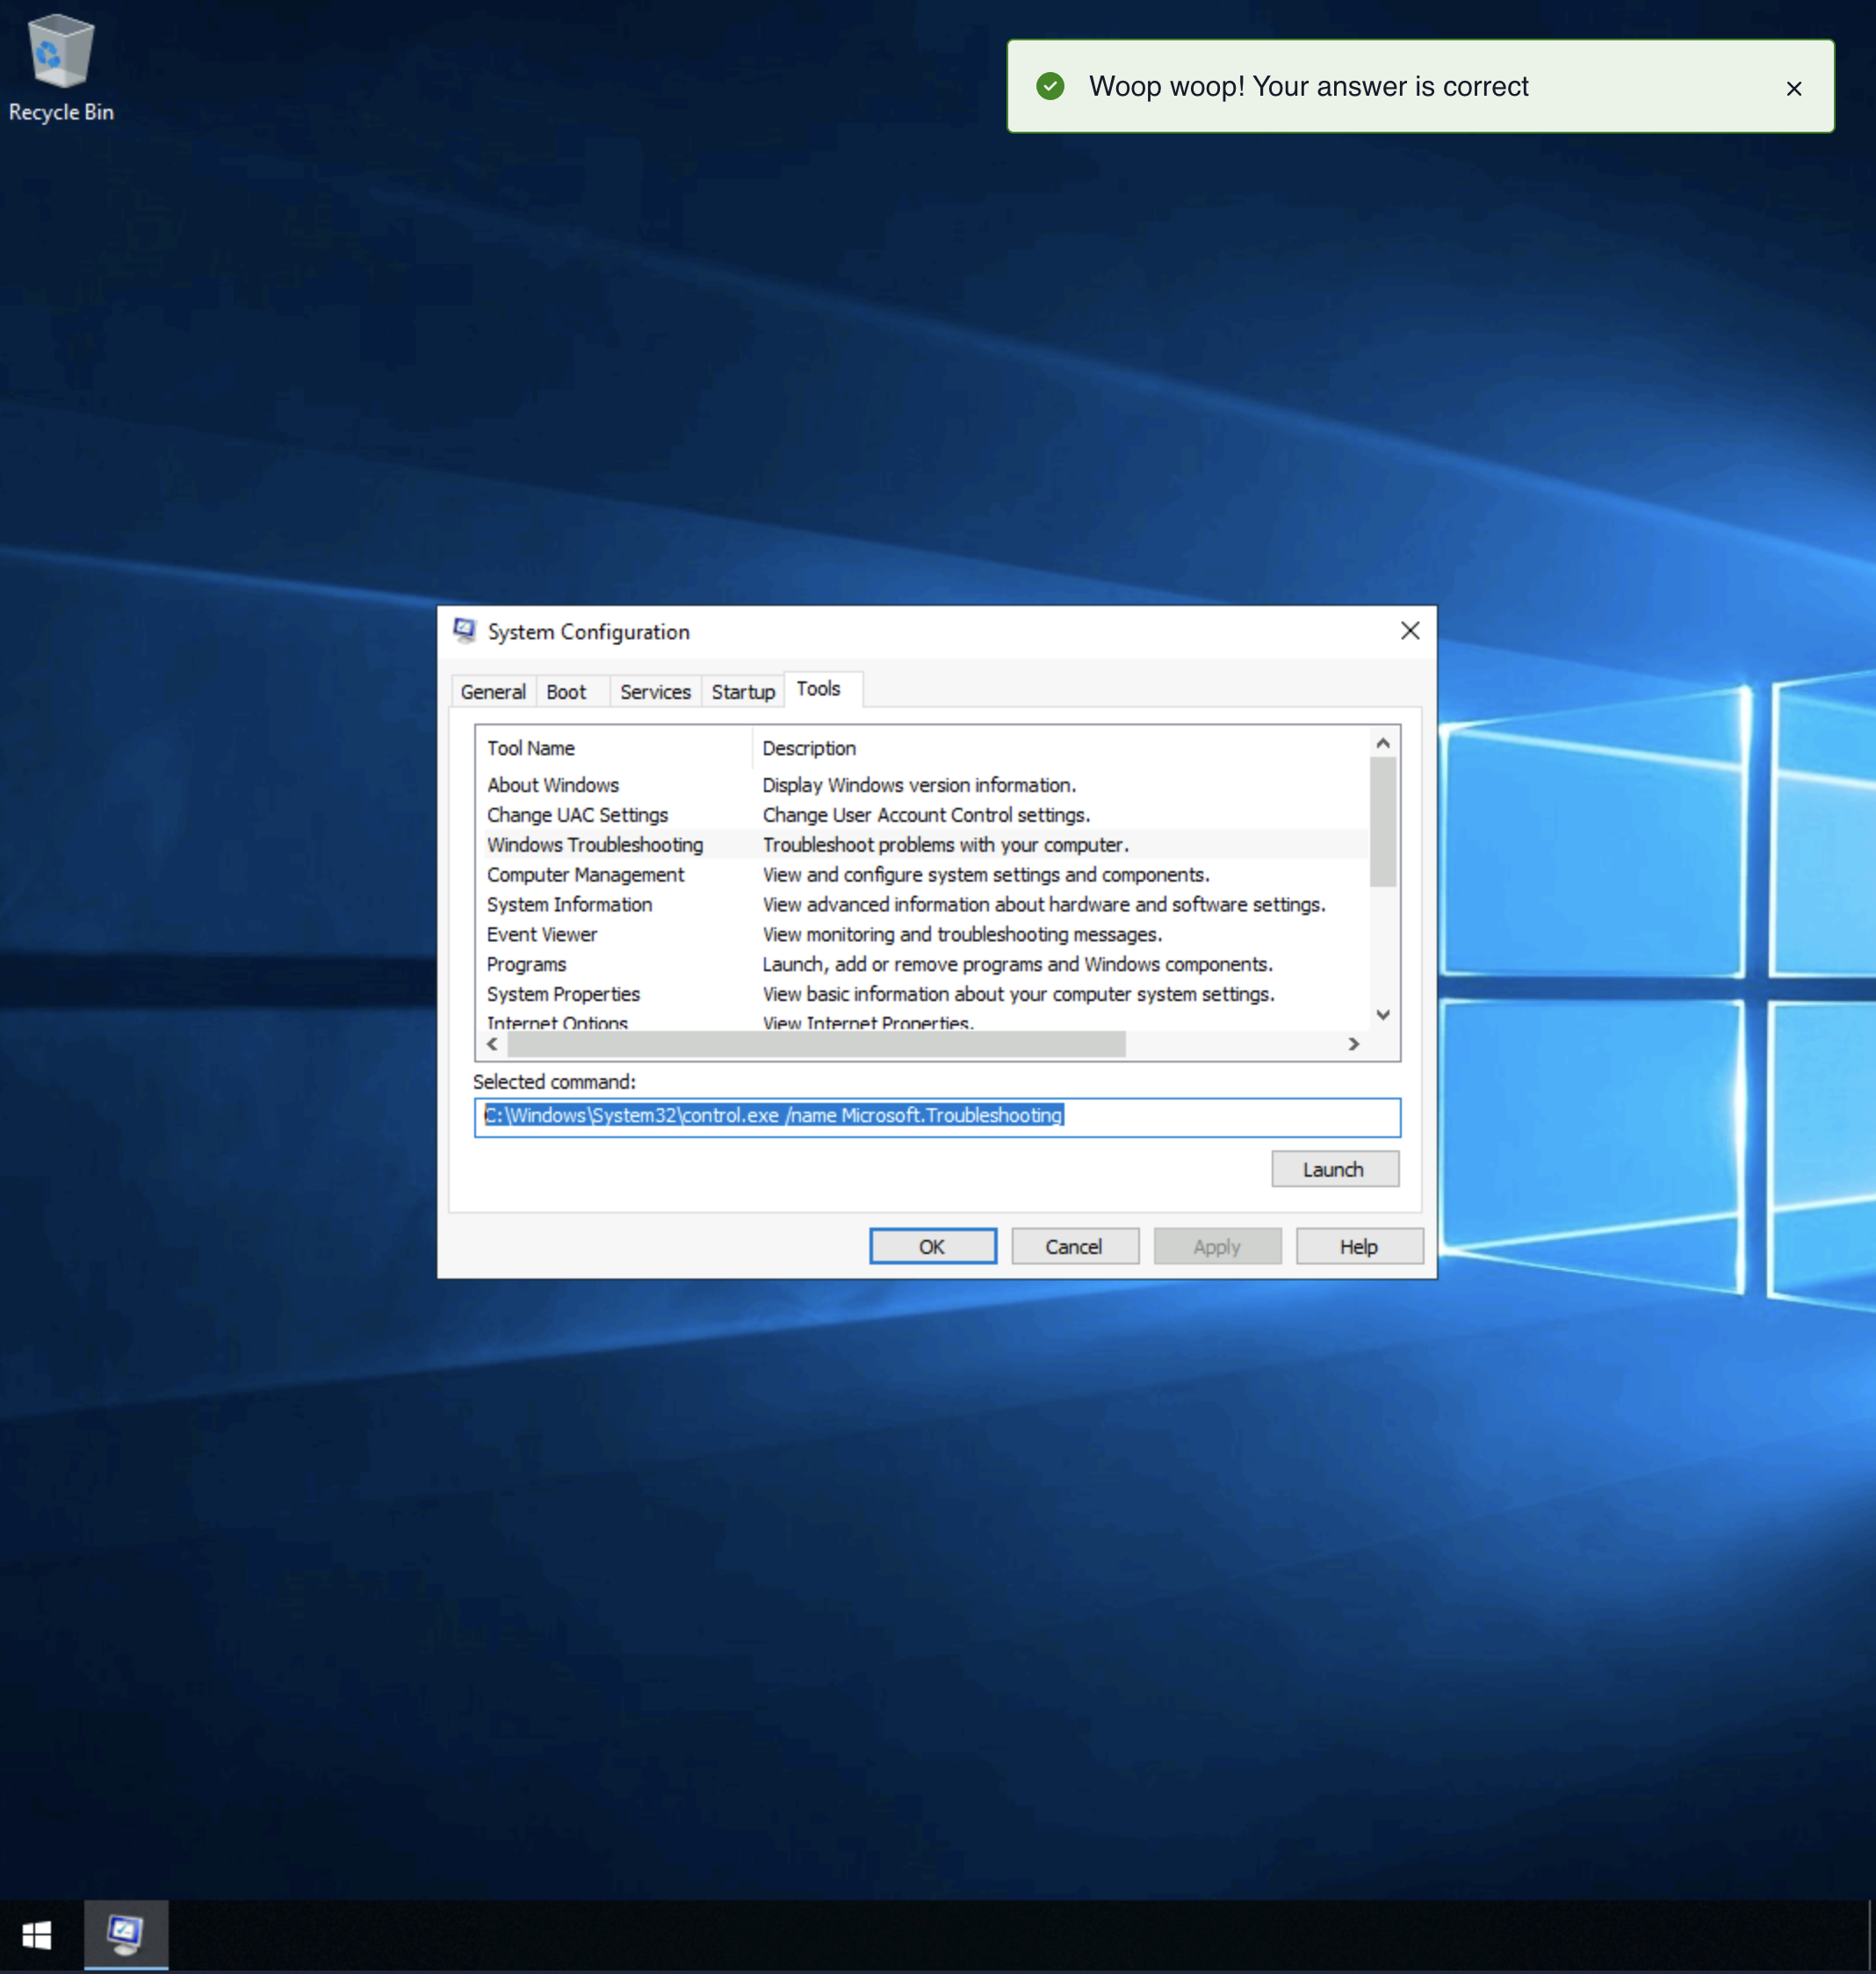 Recycle Bin
Woop woop! Your answer is correct
System Configuration
General Boot Services Startup Tools
Tool Name Description
About Windows Display Windows version information.
Change UAC Settings Change User Account Control settings.
Windows Troubleshooting Troubleshoot problems with your computer.
Computer Management View and configure system settings and components.
System Information View advanced information about hardware and software settings.
Event Viewer View monitoring and troubleshooting messages.
Programs Launch, add or remove programs and Windows components.
System Properties View basic information about your computer system settings.
Internet Options View Internet Properties.
Selected command:
C:\Windows\System32\control.exe /name Microsoft.Troubleshooting
Launch
OK Cancel Apply Help